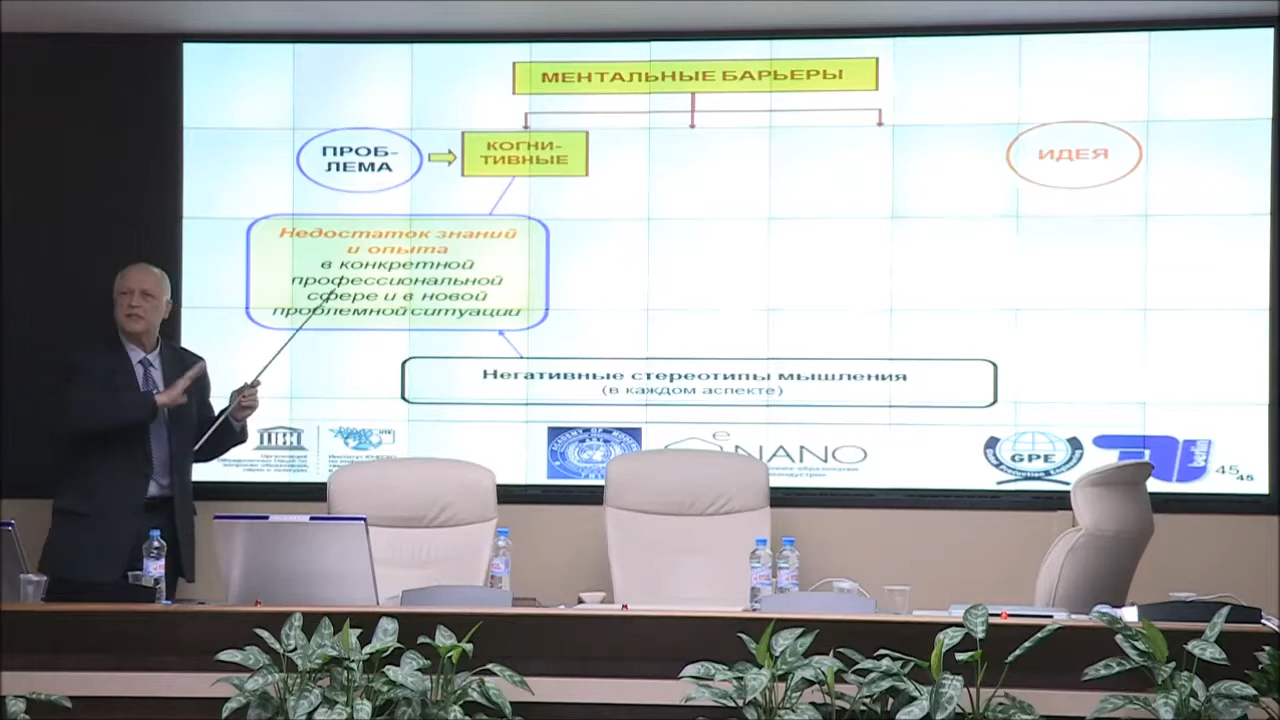 МЕНТАЛЬНЫЕ БАРЬЕРЫ
ПРОБ-
ЛЕМА
КОГНИ-
ТИВНЫЕ
ИДЕЯ
Недостаток знаний
и опыта
в конкретной
профессиональной
сфере и в новой
проблемной ситуации
Негативные стереотипы мышления
(в каждом аспекте)
e
NANO
GPE
45
45